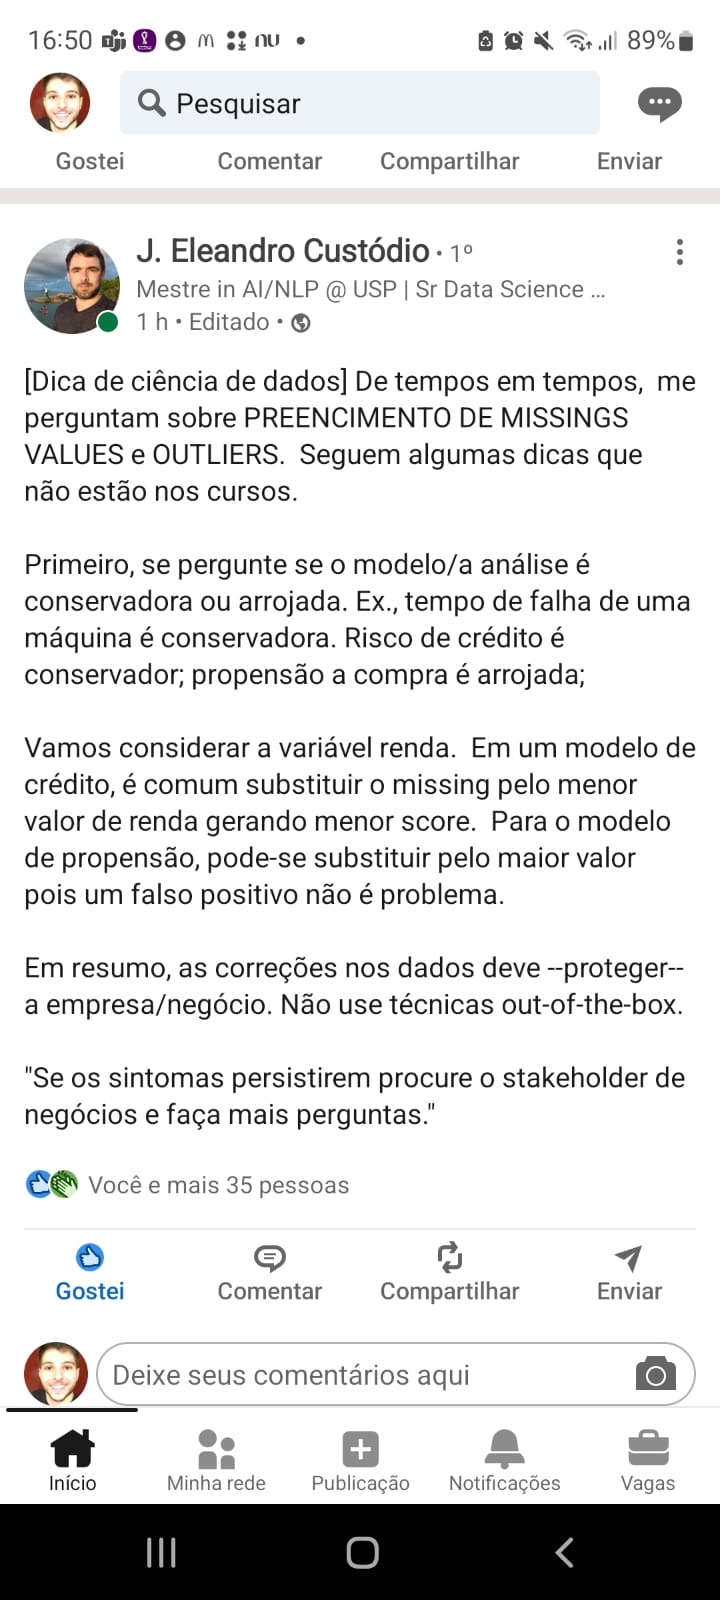 16:50
89%
Pesquisar
Gostei Comentar Compartilhar Enviar
J. Eleandro Custódio • 1º
Mestre in AI/NLP @ USP | Sr Data Science ...
1 h • Editado •
[Dica de ciência de dados] De tempos em tempos,  me
perguntam sobre PREENCIMENTO DE MISSINGS
VALUES e OUTLIERS.  Seguem algumas dicas que
não estão nos cursos.
Primeiro, se pergunte se o modelo/a análise é
conservadora ou arrojada. Ex., tempo de falha de uma
máquina é conservadora. Risco de crédito é
conservador; propensão a compra é arrojada;
Vamos considerar a variável renda.  Em um modelo de
crédito, é comum substituir o missing pelo menor
valor de renda gerando menor score.  Para o modelo
de propensão, pode-se substituir pelo maior valor
pois um falso positivo não é problema.
Em resumo, as correções nos dados deve --proteger--
a empresa/negócio. Não use técnicas out-of-the-box.
"Se os sintomas persistirem procure o stakeholder de
negócios e faça mais perguntas."
Você e mais 35 pessoas
Gostei Comentar Compartilhar Enviar
Deixe seus comentários aqui
Início Minha rede Publicação Notificações Vagas